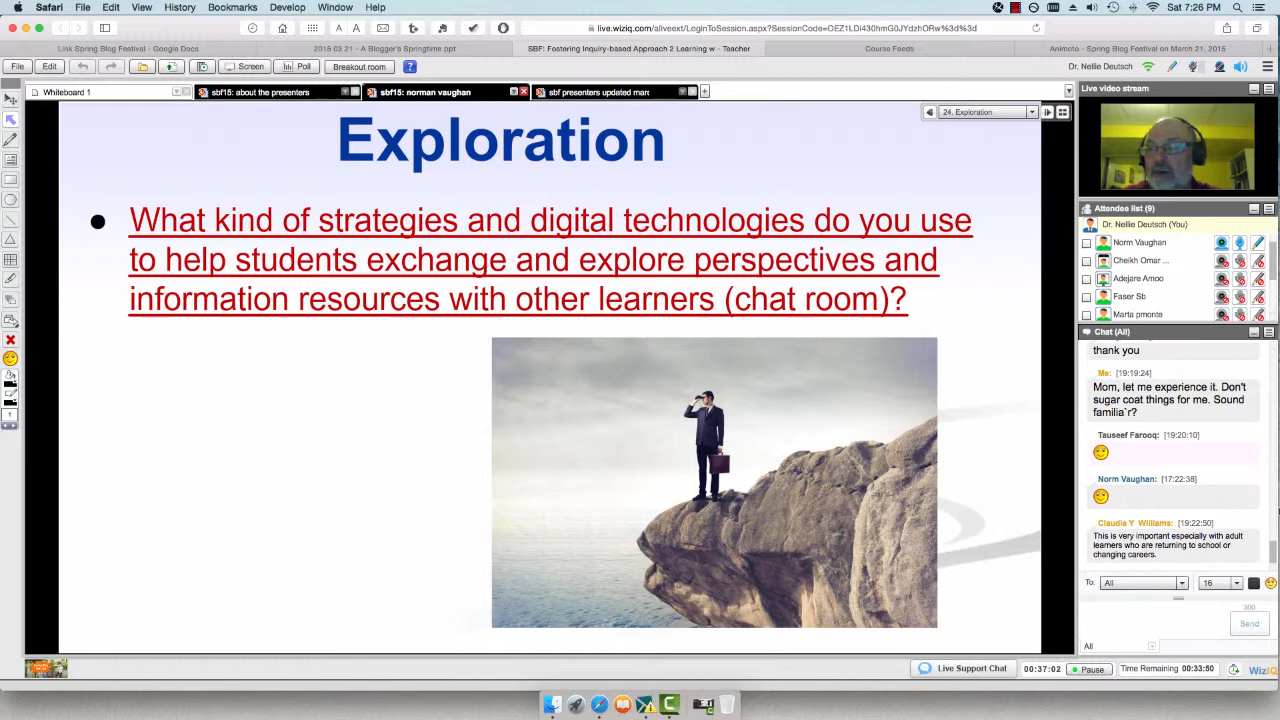 Safari File Edit View History Bookmarks Develop Window Help
Sat 7:26 PM
live.wiziq.com/aliveext/LoginToSession.aspx?SessionCode=OEZ1LDi430hmG0JYdzhORw%3d%3d
Link Spring Blog Festival - Google Docs
2015 03 21 - A Blogger's Springtime ppt
SBF: Fostering Inquiry-based Approach 2 Learning w - Teacher
Course Feeds
Animoto - Spring Blog Festival on March 21, 2015
File Edit Screen Poll Breakout room ?
Dr. Nellie Deutsch (You)
Whiteboard 1
sbf15: about the presenters
sbf15: norman vaughan
sbf presenters updated marc
24. Exploration
Exploration
● What kind of strategies and digital technologies do you use
to help students exchange and explore perspectives and
information resources with other learners (chat room)?
Live video stream
Attendee list (9)
Dr. Nellie Deutsch (You)
Norm Vaughan
Cheikh Omar ...
Adejare Amoo
Faser Sb
Marta pmonte
Chat (All)
thank you
Me: [19:19:24]
Mom, let me experience it. Don't
sugar coat things for me. Sound
familia`r?
Tauseef Farooq: [19:20:10]
Norm Vaughan: [17:22:38]
Claudia Y Williams: [19:22:50]
This is very important especially with adult
learners who are returning to school or
changing careers.
To: All 16
300
Send
All
Live Support Chat
00:37:02
Pause
Time Remaining 00:33:50
WizIQ